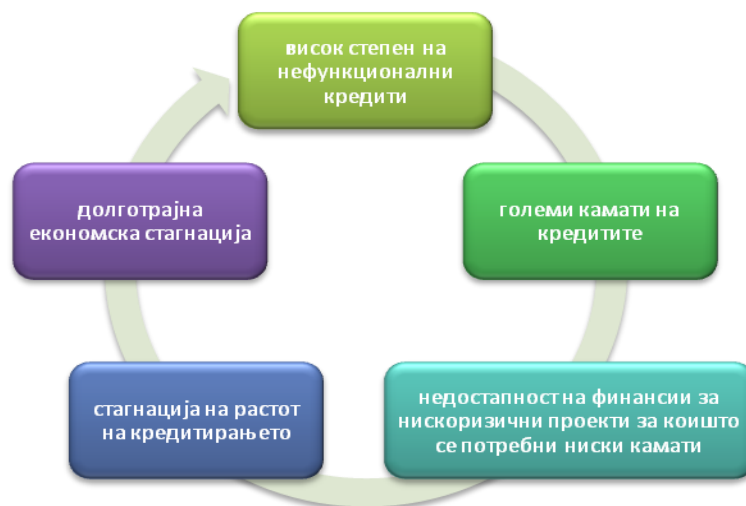 висок степен на
нефункционални
кредити
големи камати на
кредитите
недостапност на финансии за
нискоризични проекти за коишто
се потребни ниски камати
стагнација на растот
на кредитирањето
долготрајна
економска стагнација